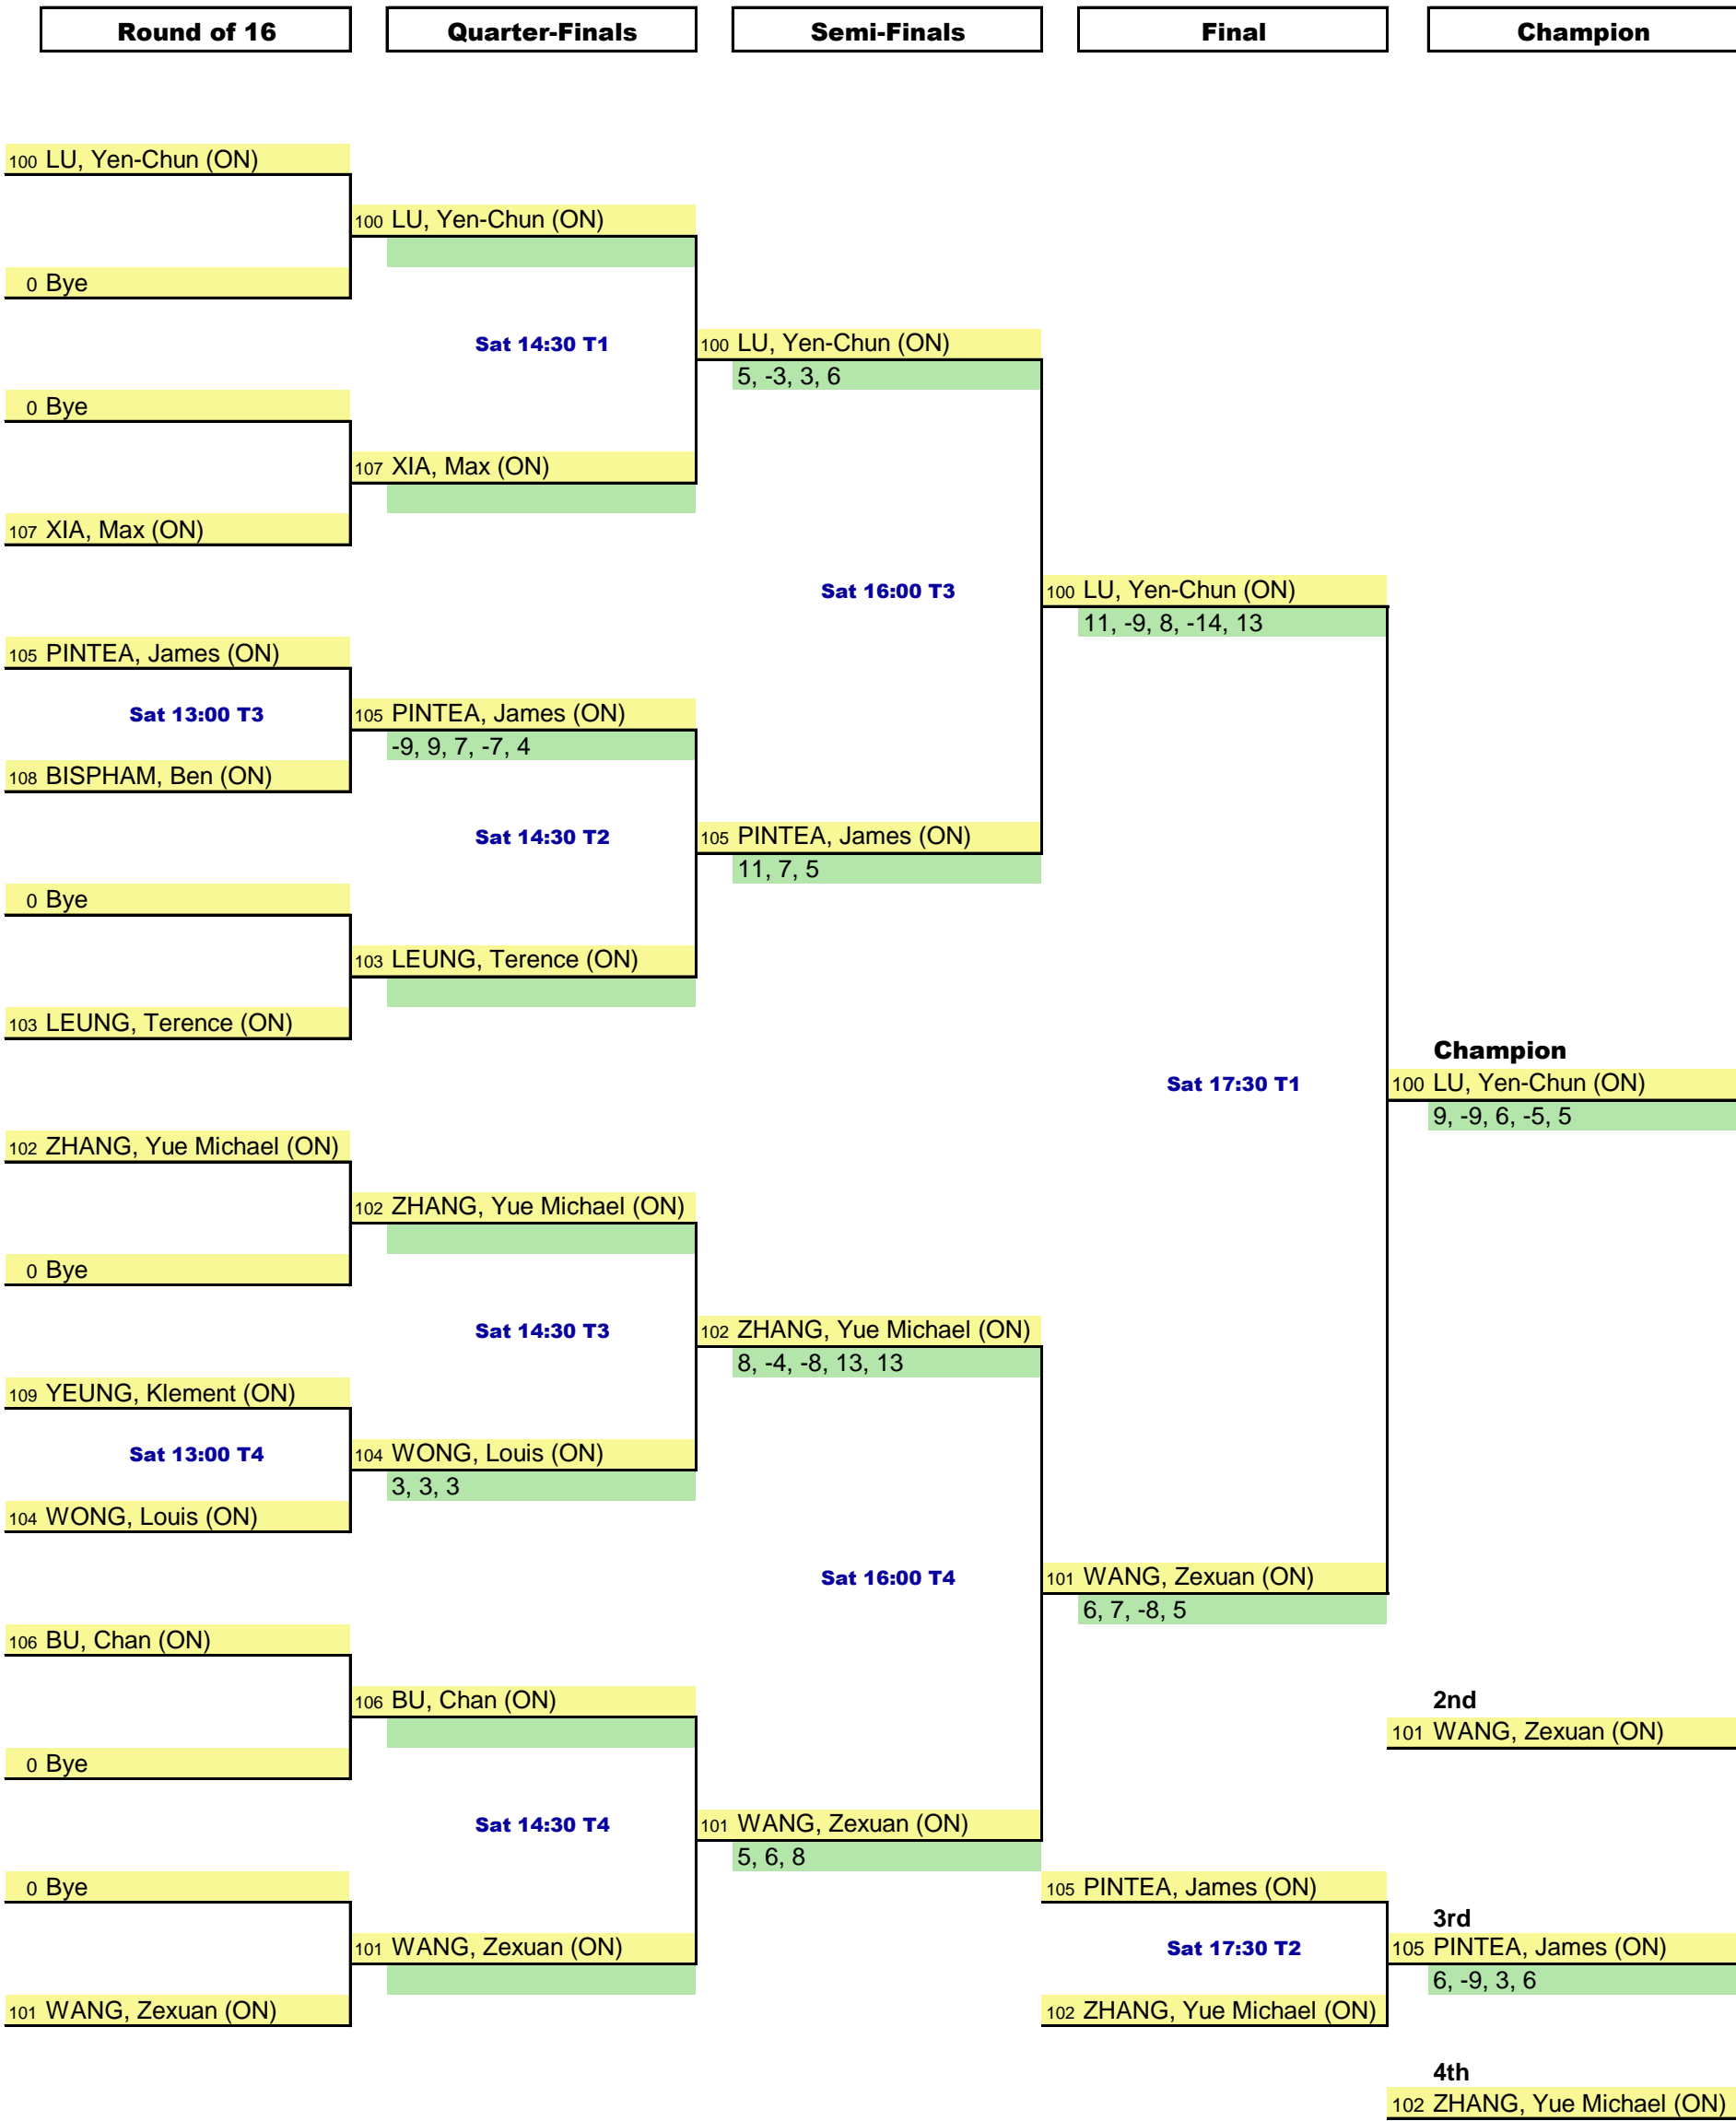 Round of 16
Quarter-Finals
Semi-Finals
Final
Champion
100 LU, Yen-Chun (ON)
100 LU, Yen-Chun (ON)
0 Bye
Sat 14:30 T1
100 LU, Yen-Chun (ON)
5, -3, 3, 6
0 Bye
107 XIA, Max (ON)
107 XIA, Max (ON)
Sat 16:00 T3
100 LU, Yen-Chun (ON)
11, -9, 8, -14, 13
105 PINTEA, James (ON)
Sat 13:00 T3
105 PINTEA, James (ON)
-9, 9, 7, -7, 4
108 BISPHAM, Ben (ON)
Sat 14:30 T2
105 PINTEA, James (ON)
11, 7, 5
0 Bye
103 LEUNG, Terence (ON)
103 LEUNG, Terence (ON)
Champion
Sat 17:30 T1
100 LU, Yen-Chun (ON)
9, -9, 6, -5, 5
102 ZHANG, Yue Michael (ON)
102 ZHANG, Yue Michael (ON)
0 Bye
Sat 14:30 T3
102 ZHANG, Yue Michael (ON)
8, -4, -8, 13, 13
109 YEUNG, Klement (ON)
Sat 13:00 T4
104 WONG, Louis (ON)
3, 3, 3
104 WONG, Louis (ON)
Sat 16:00 T4
101 WANG, Zexuan (ON)
6, 7, -8, 5
106 BU, Chan (ON)
106 BU, Chan (ON)
2nd
101 WANG, Zexuan (ON)
0 Bye
Sat 14:30 T4
101 WANG, Zexuan (ON)
5, 6, 8
0 Bye
105 PINTEA, James (ON)
3rd
101 WANG, Zexuan (ON)
Sat 17:30 T2
105 PINTEA, James (ON)
6, -9, 3, 6
101 WANG, Zexuan (ON)
102 ZHANG, Yue Michael (ON)
4th
102 ZHANG, Yue Michael (ON)